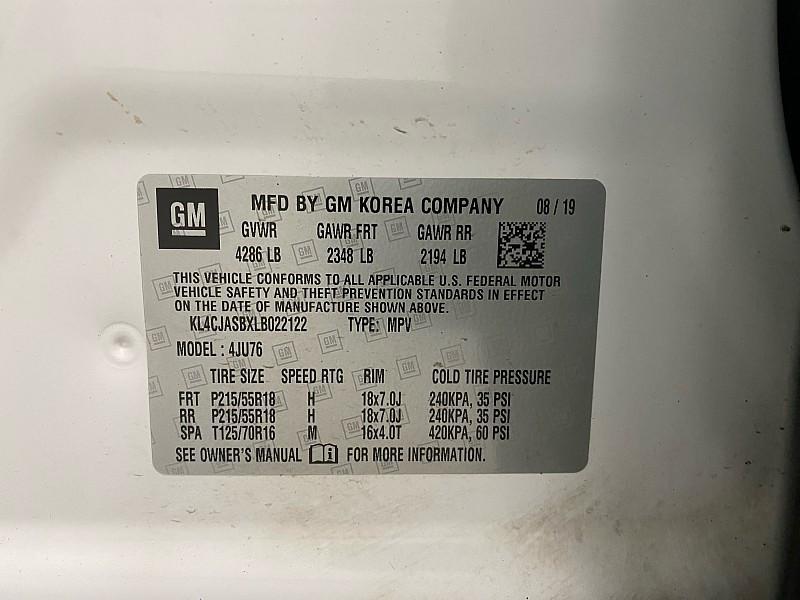 GM
MFD BY GM KOREA COMPANY 08 / 19
GVWR GAWR FRT GAWR RR
4286 LB 2348 LB 2194 LB
THIS VEHICLE CONFORMS TO ALL APPLICABLE U.S. FEDERAL MOTOR
VEHICLE SAFETY AND THEFT PREVENTION STANDARDS IN EFFECT
ON THE DATE OF MANUFACTURE SHOWN ABOVE.
KL4CJASBXLB022122 TYPE: MPV
MODEL : 4JU76
TIRE SIZE SPEED RTG RIM COLD TIRE PRESSURE
FRT P215/55R18 H 18x7.0J 240KPA, 35 PSI
RR P215/55R18 H 18x7.0J 240KPA, 35 PSI
SPA T125/70R16 M 16x4.0T 420KPA, 60 PSI
SEE OWNER'S MANUAL FOR MORE INFORMATION.